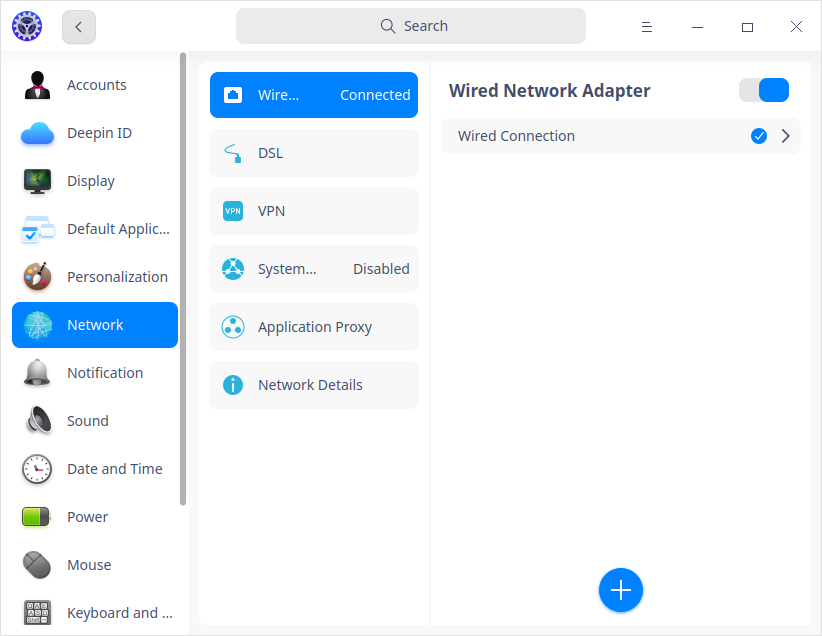 Search
Accounts
Deepin ID
Display
Default Applic...
Personalization
Network
Notification
Sound
Date and Time
Power
Mouse
Keyboard and ...
Wire... Connected
DSL
VPN VPN
System... Disabled
Application Proxy
Network Details
Wired Network Adapter
Wired Connection